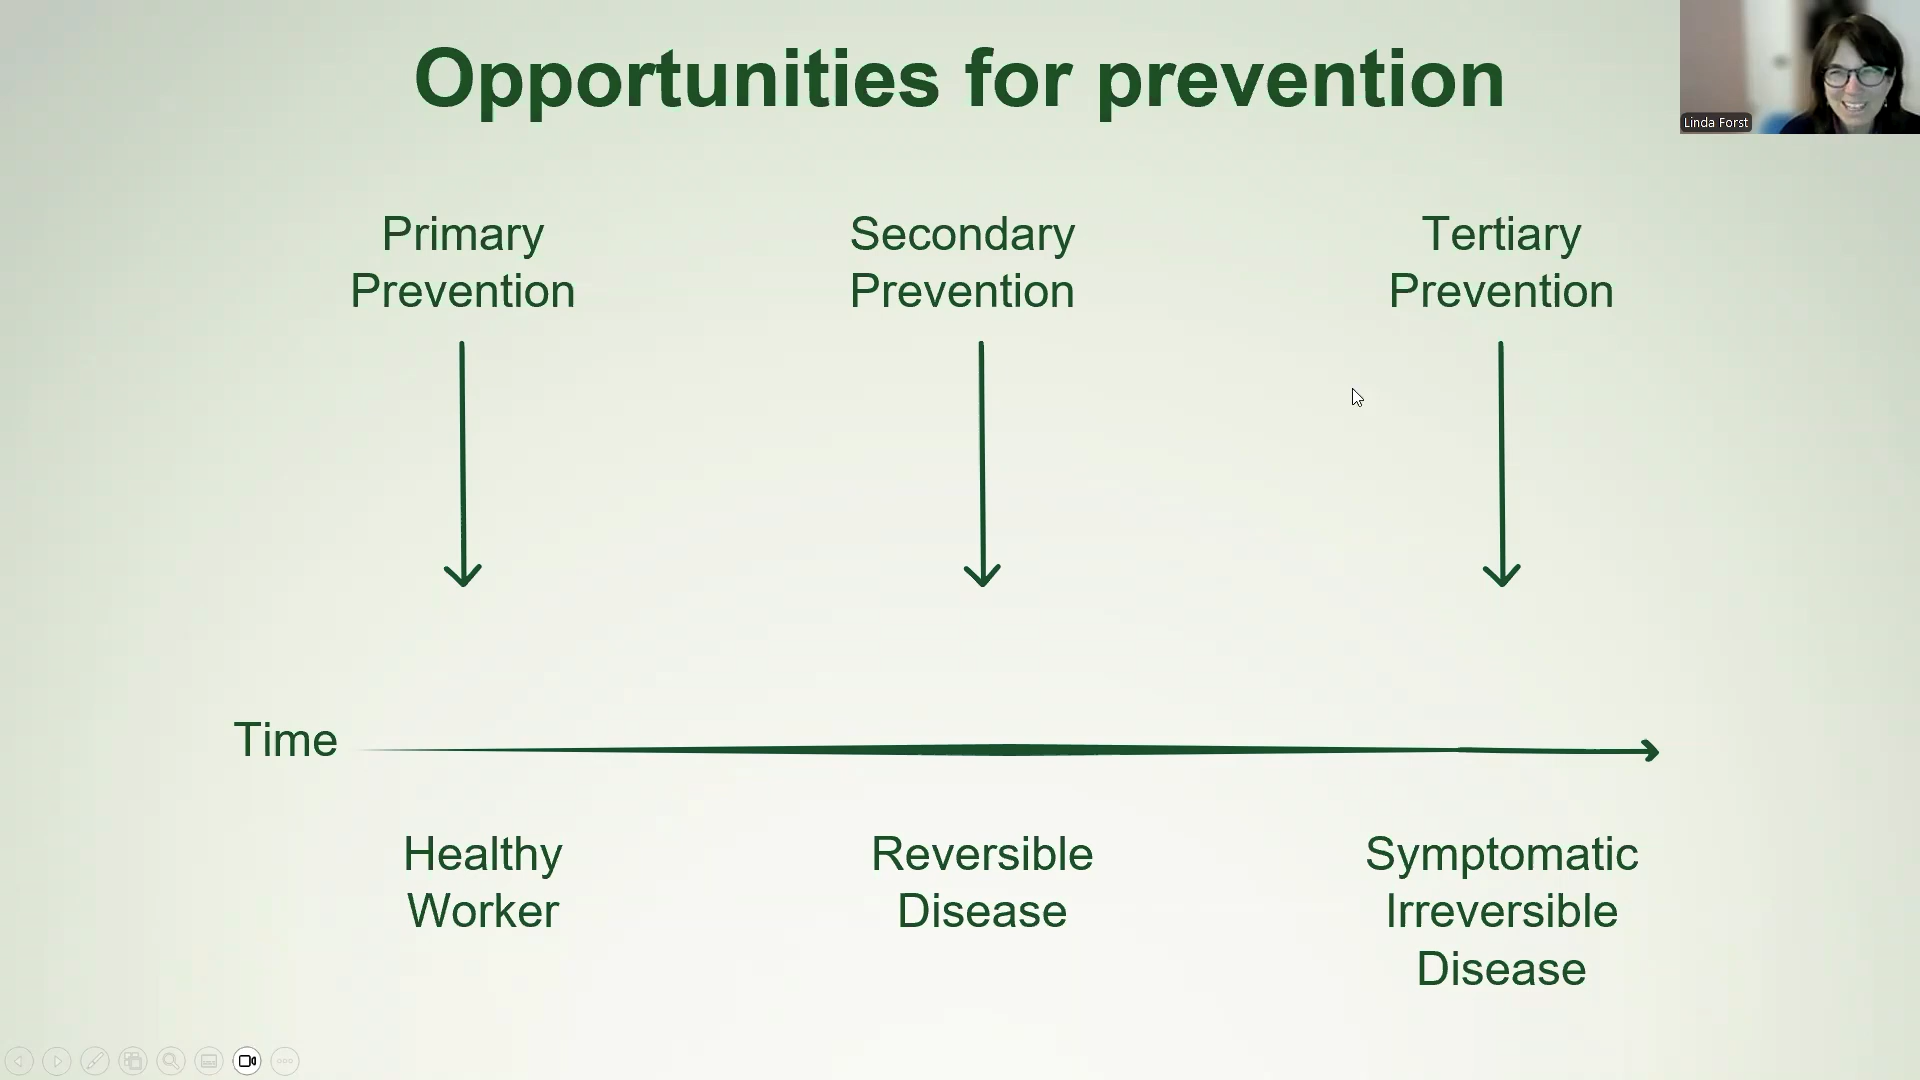 Opportunities for prevention
Linda Forst
Primary
Prevention
Secondary
Prevention
Tertiary
Prevention
Time
Healthy
Worker
Reversible
Disease
Symptomatic
Irreversible
Disease